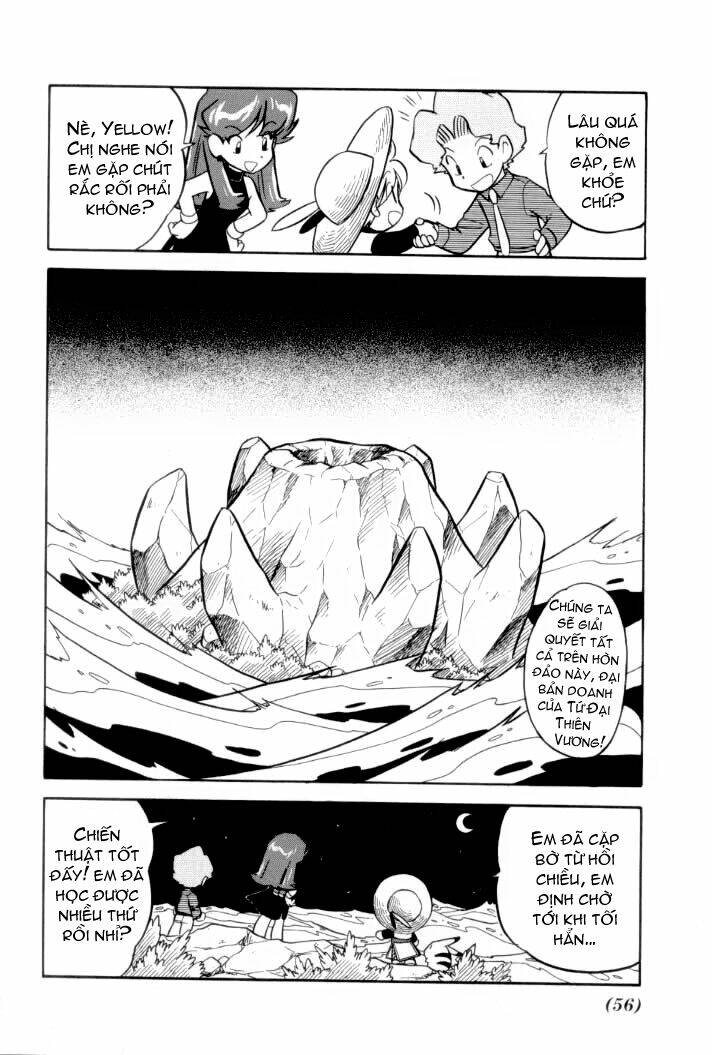 LÂU QUÁ
KHÔNG
GẶP, EM
KHỎE
CHỨ?
NÈ, YELLOW!
CHỊ NGHE NÓI
EM GẶP CHÚT
RẮC RỐI PHẢI
KHÔNG?
CHÚNG TA
SẼ GIẢI
QUYẾT TẤT
CẢ TRÊN HÒN
ĐẢO NÀY, ĐẠI
BẢN DOANH
CỦA TỨ ĐẠI
THIÊN
VƯƠNG!
EM ĐÃ CẬP
BỜ TỪ HỒI
CHIỀU, EM
ĐỊNH CHỜ
TỚI KHI TỐI
HẲN...
CHIẾN
THUẬT TỐT
ĐẤY! EM ĐÃ
HỌC ĐƯỢC
NHIỀU THỨ
RỒI NHỈ?
(56)